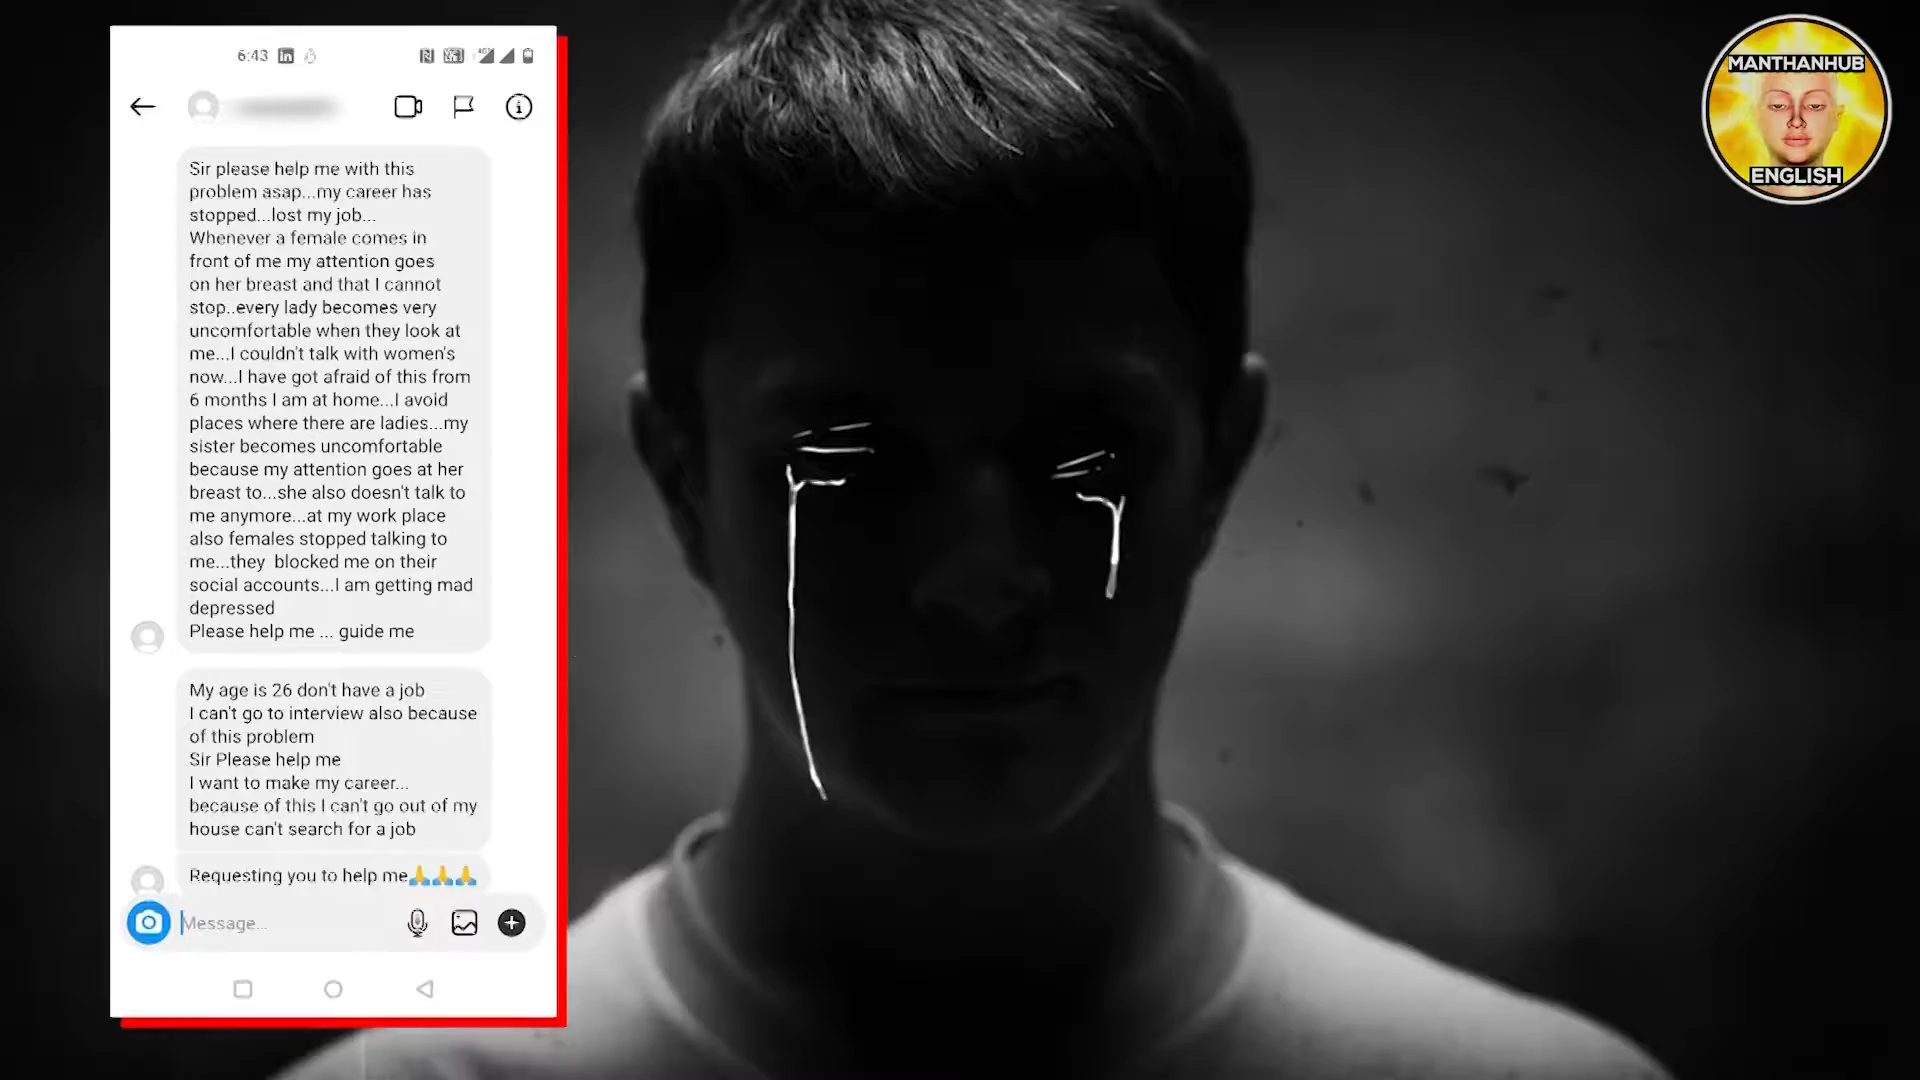 6:43
Sir please help me with this
problem asap...my career has
stopped...lost my job...
Whenever a female comes in
front of me my attention goes
on her breast and that I cannot
stop..every lady becomes very
uncomfortable when they look at
me...I couldn't talk with women's
now...I have got afraid of this from
6 months I am at home...I avoid
places where there are ladies...my
sister becomes uncomfortable
because my attention goes at her
breast to...she also doesn't talk to
me anymore...at my work place
also females stopped talking to
me...they blocked me on their
social accounts...I am getting mad
depressed
Please help me ... guide me
My age is 26 don't have a job
I can't go to interview also because
of this problem
Sir Please help me
I want to make my career...
because of this I can't go out of my
house can't search for a job
Requesting you to help me🙏🙏🙏
Message...
MANTHANHUB
ENGLISH